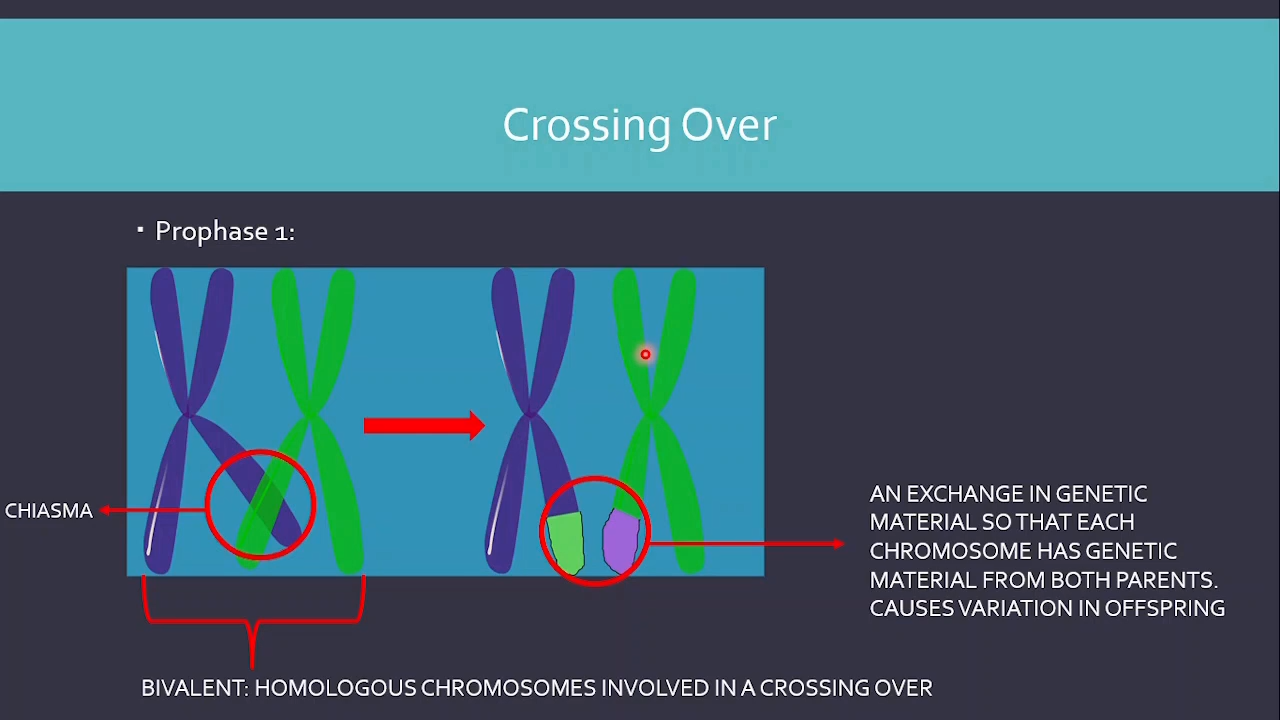 Crossing Over
▪ Prophase 1:
CHIASMA
AN EXCHANGE IN GENETIC
MATERIAL SO THAT EACH
CHROMOSOME HAS GENETIC
MATERIAL FROM BOTH PARENTS.
CAUSES VARIATION IN OFFSPRING
BIVALENT: HOMOLOGOUS CHROMOSOMES INVOLVED IN A CROSSING OVER